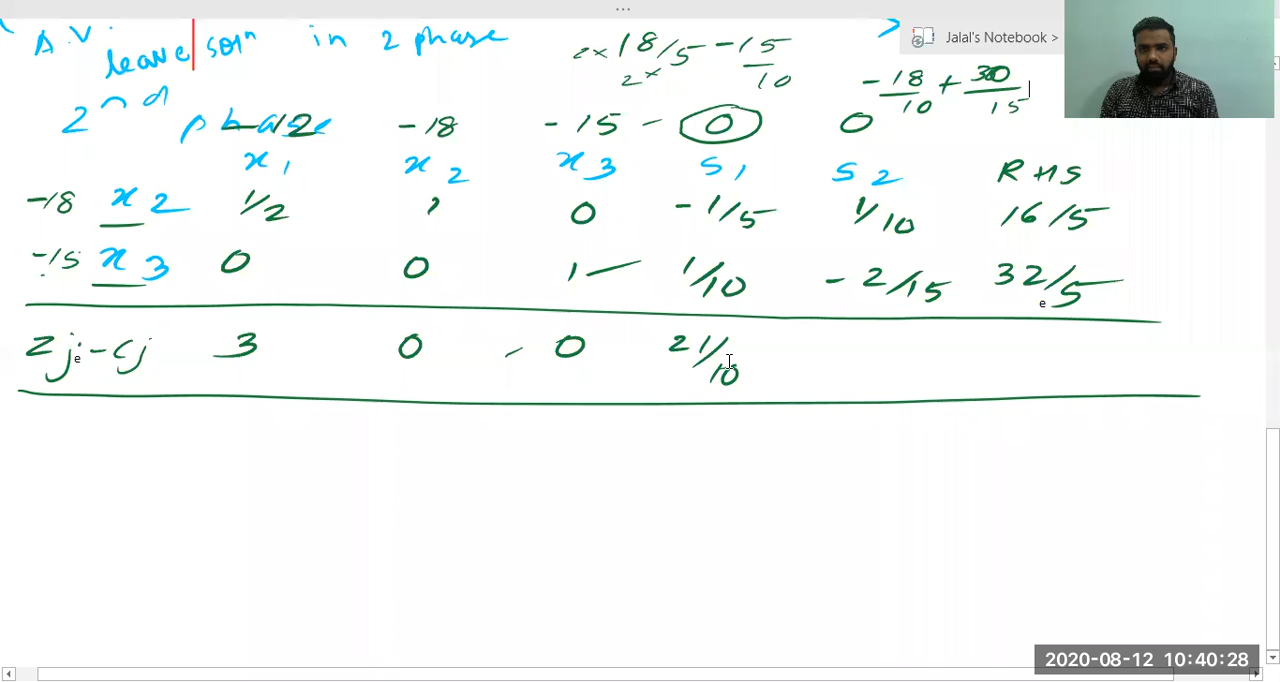 A.V. leave solⁿ in 2 phase
2 × 18/5 - 15/10
2 ×
Jalal's Notebook >
-18/10 + 30/15
2nd phase
-12 -18 -15 0 0
x1 x2 x3 S1 S2 RHS
-18 x2 1/2 1 0 -1/5 1/10 16/5
-15 x3 0 0 1 1/10 -2/15 32/5
e
Zj - Cj 3 0 0 21/10
e
2020-08-12 10:40:28